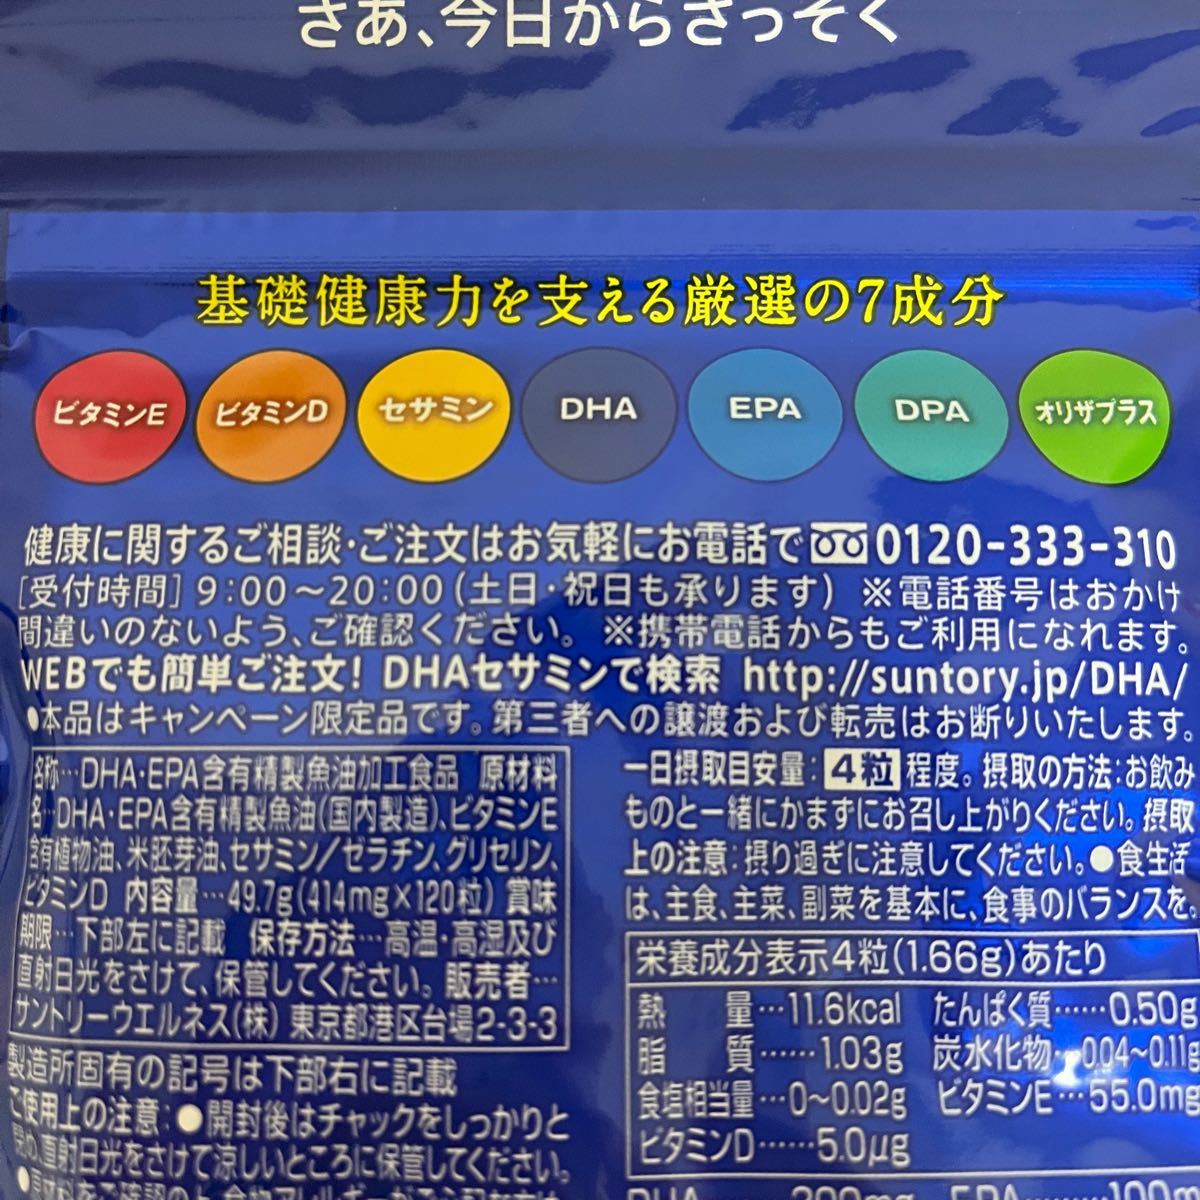 さあ、今日からさっそく
基礎健康力を支える厳選の7成分
ビタミンE
ビタミンD
セサミン
DHA
EPA
DPA
オリザプラス
健康に関するご相談・ご注文はお気軽にお電話で 0120-333-310
[受付時間] 9:00～20:00(土日・祝日も承ります) ※電話番号はおかけ
間違いのないよう、ご確認ください。 ※携帯電話からもご利用になれます。
WEBでも簡単ご注文! DHAセサミンで検索 http://suntory.jp/DHA/
●本品はキャンペーン限定品です。第三者への譲渡および転売はお断りいたします。
名称…DHA・EPA含有精製魚油加工食品 原材料
名…DHA・EPA含有精製魚油(国内製造)、ビタミンE
含有植物油、米胚芽油、セサミン/ゼラチン、グリセリン、
ビタミンD 内容量…49.7g(414mg×120粒) 賞味
期限…下部左に記載 保存方法…高温・高湿及び
直射日光をさけて、保管してください。 販売者…
サントリーウエルネス(株) 東京都港区台場2-3-3
製造所固有の記号は下部右に記載
ご使用上の注意：●開封後はチャックをしっかりと
閉め、直射日光をさけて涼しいところに保管してください。
一日摂取目安量：4粒程度。摂取の方法：お飲み
ものと一緒にかまずにお召し上がりください。摂取
上の注意：摂り過ぎに注意してください。●食生活
は、主食、主菜、副菜を基本に、食事のバランスを。
栄養成分表示4粒(1.66g)あたり
熱量……11.6kcal たんぱく質……0.50g
脂質……1.03g 炭水化物…0.04～0.11g
食塩相当量…0～0.02g ビタミンE…55.0mg
ビタミンD……5.0μg